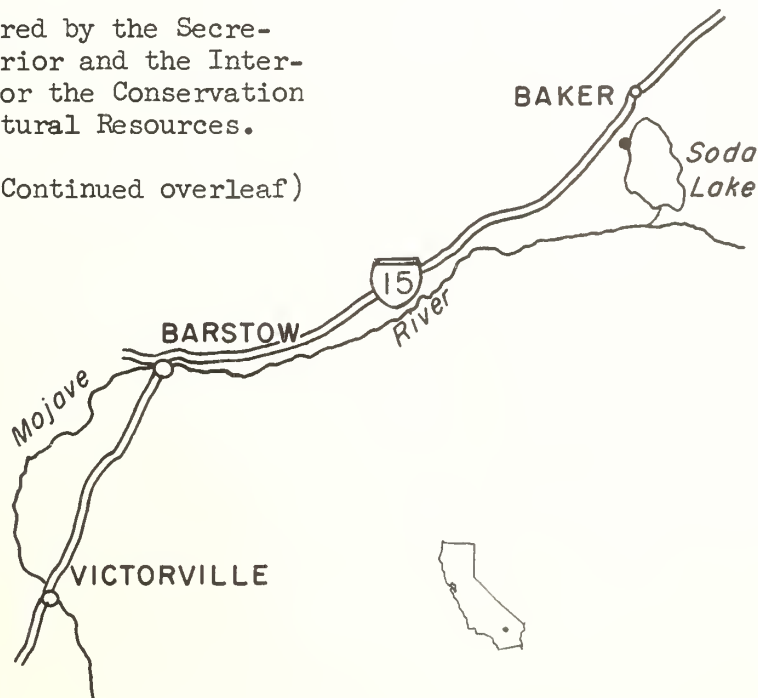 red by the Secre-
rior and the Inter-
or the Conservation
tural Resources.
Continued overleaf)
BAKER
Soda
Lake
15
River
BARSTOW
Mojave
VICTORVILLE